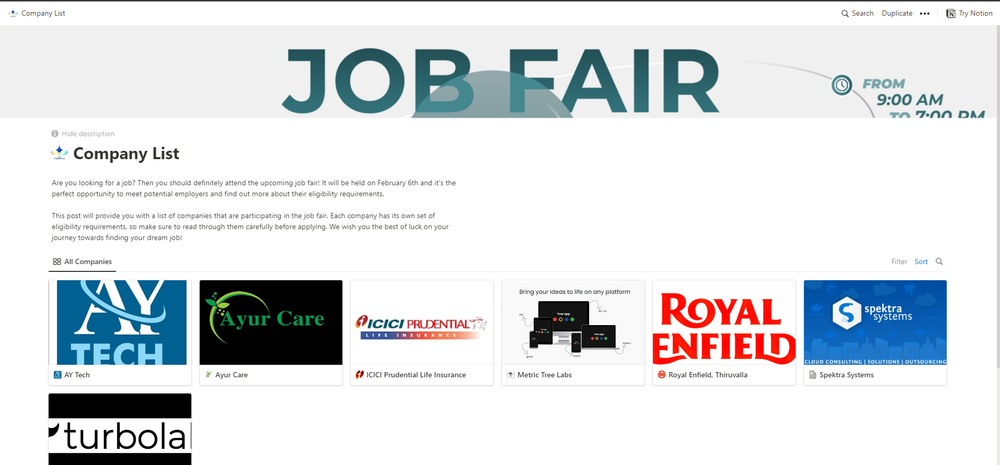 Company List
Search Duplicate ••• Try Notion
JOB FAIR
FROM
9:00 AM
TO 7:00 PM
Hide description
Company List
Are you looking for a job? Then you should definitely attend the upcoming job fair! It will be held on February 6th and it's the
perfect opportunity to meet potential employers and find out more about their eligibility requirements.
This post will provide you with a list of companies that are participating in the job fair. Each company has its own set of
eligibility requirements, so make sure to read through them carefully before applying. We wish you the best of luck on your
journey towards finding your dream job!
All Companies
Filter Sort
AY
TECH
AY Tech
Ayur Care
Ayur Care
ICICI PRUDENTIAL
LIFE INSURANCE
ICICI Prudential Life Insurance
Bring your ideas to life on any platform
Your app
Your app
Your app
Metric Tree Labs
ROYAL
ENFIELD
Royal Enfield, Thiruvalla
spektra
systems
CLOUD CONSULTING | SOLUTIONS | OUTSOURCING
Spektra Systems
turbola